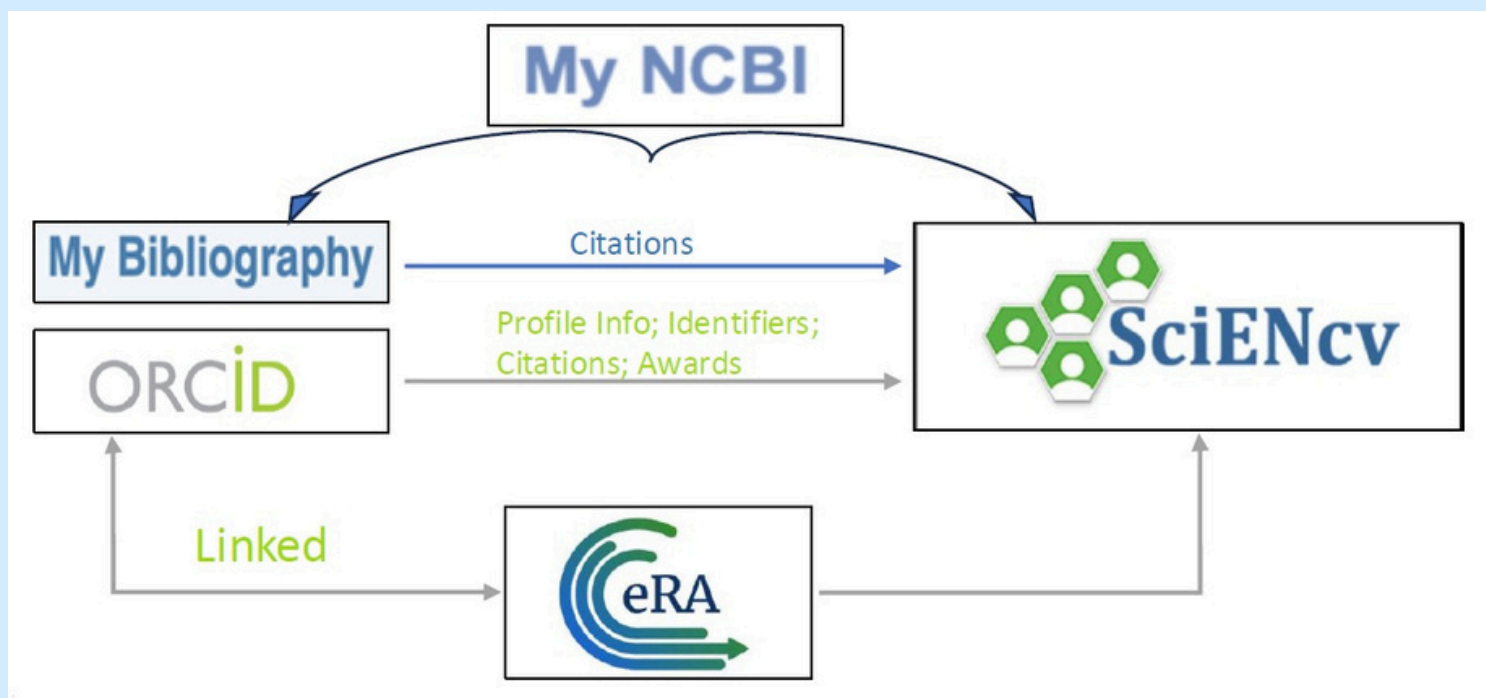 My NCBI
My Bibliography
Citations
Profile Info; Identifiers;
Citations; Awards
ORCiD
SciENcv
Linked
eRA